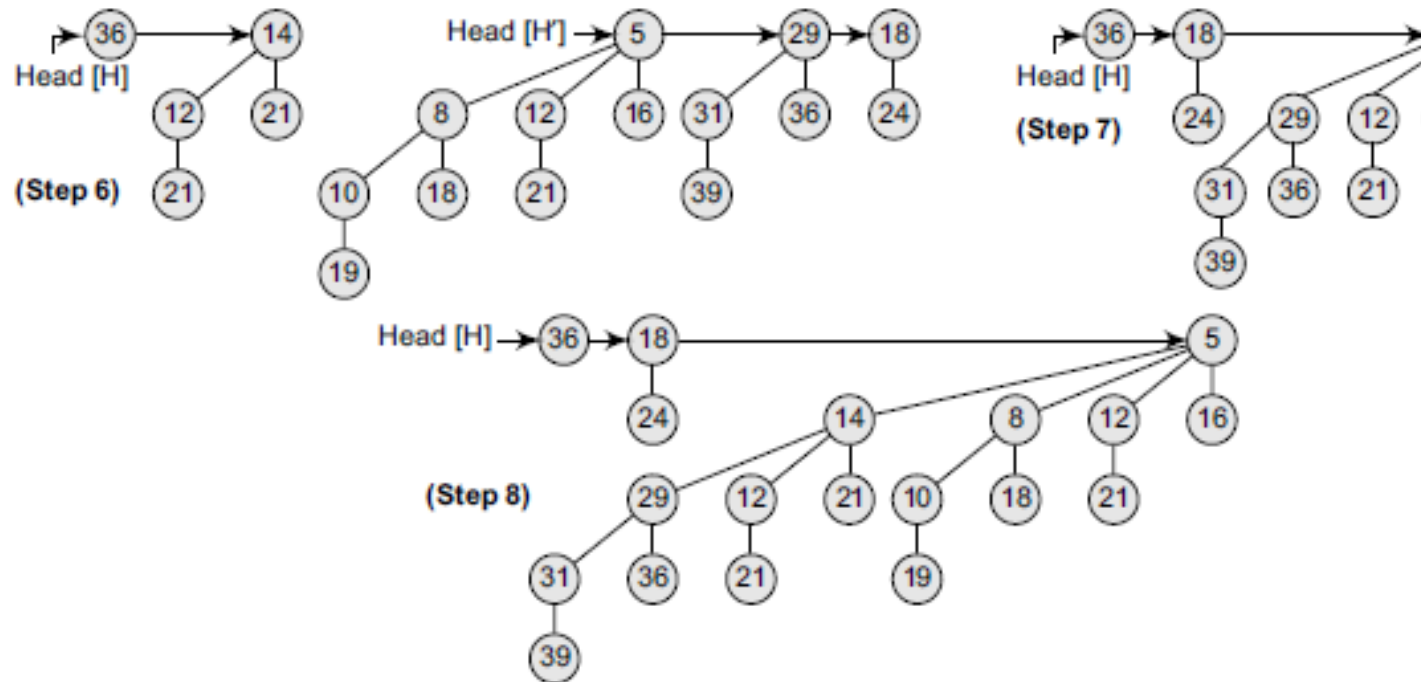 36 14 Head [H'] 5 29 18 36 18
Head [H] Head [H]
8 12 16 31 36 24 24 29 12
12 21
(Step 7)
(Step 6) 21 10 18 21 39 31 36 21
19 39
Head [H] 36 18 5
24 14 8 12 16
(Step 8) 29 12 21 10 18 21
31 36 21 19
39